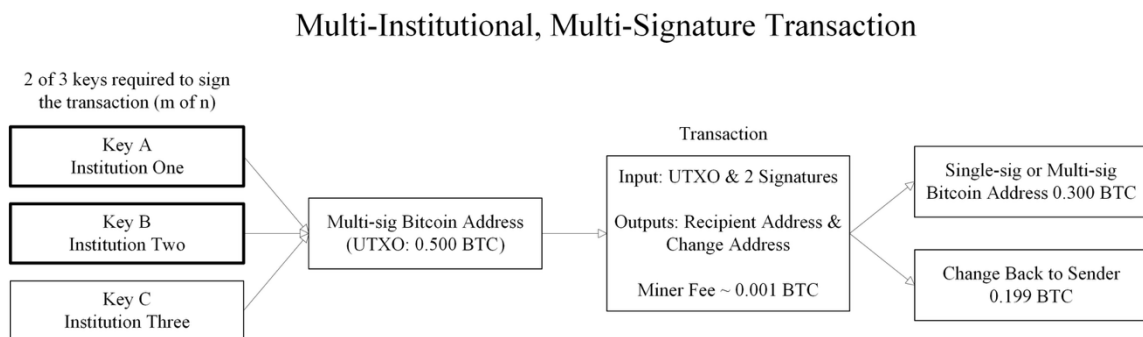 Multi-Institutional, Multi-Signature Transaction
2 of 3 keys required to sign
the transaction (m of n)
Key A
Institution One
Key B
Institution Two
Key C
Institution Three
Multi-sig Bitcoin Address
(UTXO: 0.500 BTC)
Transaction
Input: UTXO & 2 Signatures
Outputs: Recipient Address &
Change Address
Miner Fee ~ 0.001 BTC
Single-sig or Multi-sig
Bitcoin Address 0.300 BTC
Change Back to Sender
0.199 BTC